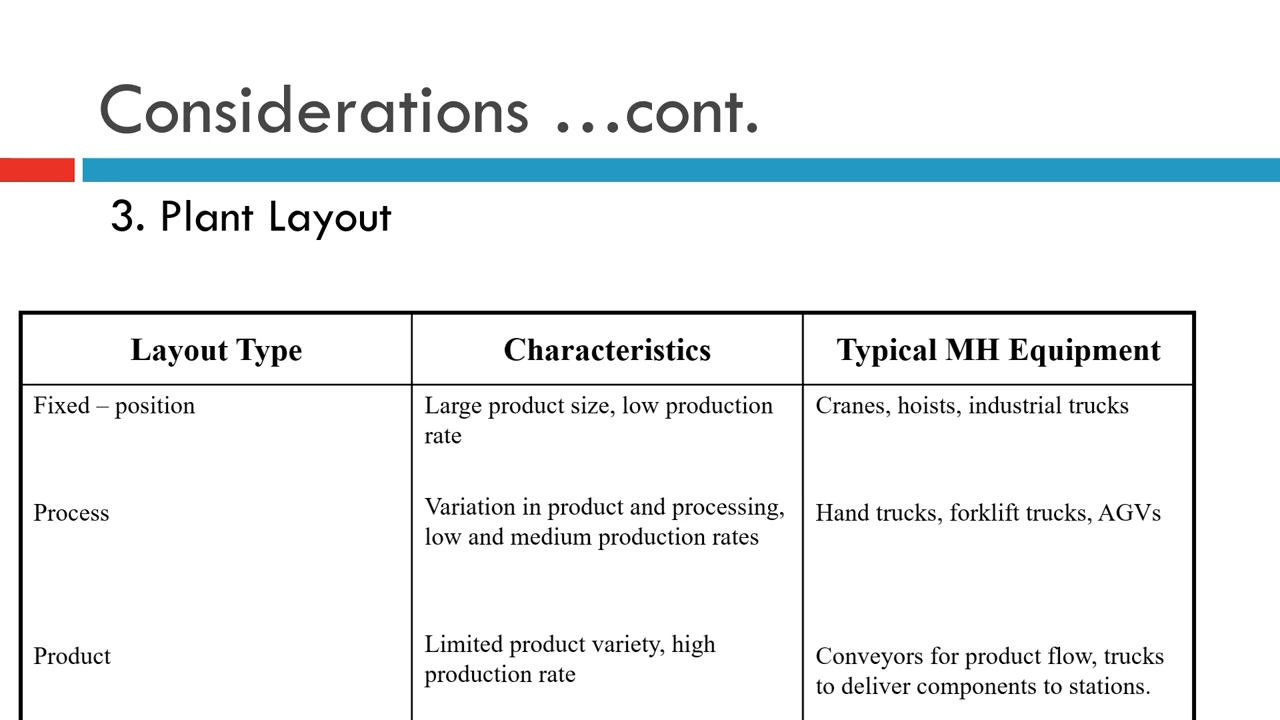 Considerations …cont.
3. Plant Layout
Layout Type
Characteristics
Typical MH Equipment
Fixed – position
Large product size, low production
rate
Cranes, hoists, industrial trucks
Process
Variation in product and processing,
low and medium production rates
Hand trucks, forklift trucks, AGVs
Product
Limited product variety, high
production rate
Conveyors for product flow, trucks
to deliver components to stations.